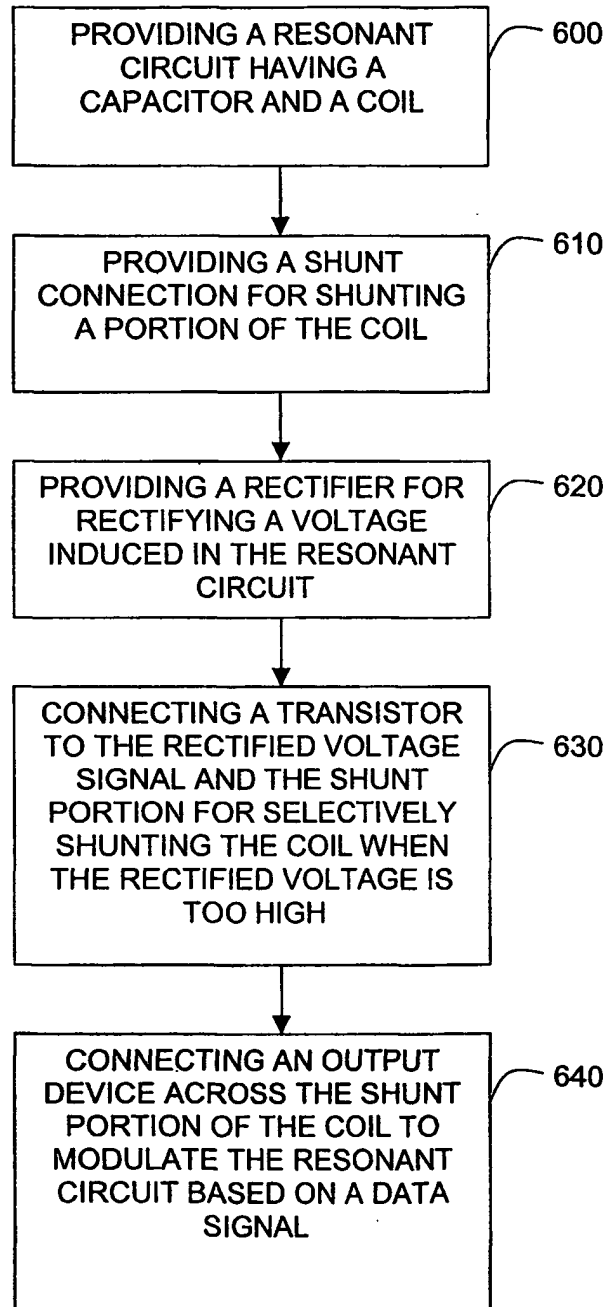 PROVIDING A RESONANT
CIRCUIT HAVING A
CAPACITOR AND A COIL
600
PROVIDING A SHUNT
CONNECTION FOR SHUNTING
A PORTION OF THE COIL
610
PROVIDING A RECTIFIER FOR
RECTIFYING A VOLTAGE
INDUCED IN THE RESONANT
CIRCUIT
620
CONNECTING A TRANSISTOR
TO THE RECTIFIED VOLTAGE
SIGNAL AND THE SHUNT
PORTION FOR SELECTIVELY
SHUNTING THE COIL WHEN
THE RECTIFIED VOLTAGE IS
TOO HIGH
630
CONNECTING AN OUTPUT
DEVICE ACROSS THE SHUNT
PORTION OF THE COIL TO
MODULATE THE RESONANT
CIRCUIT BASED ON A DATA
SIGNAL
640